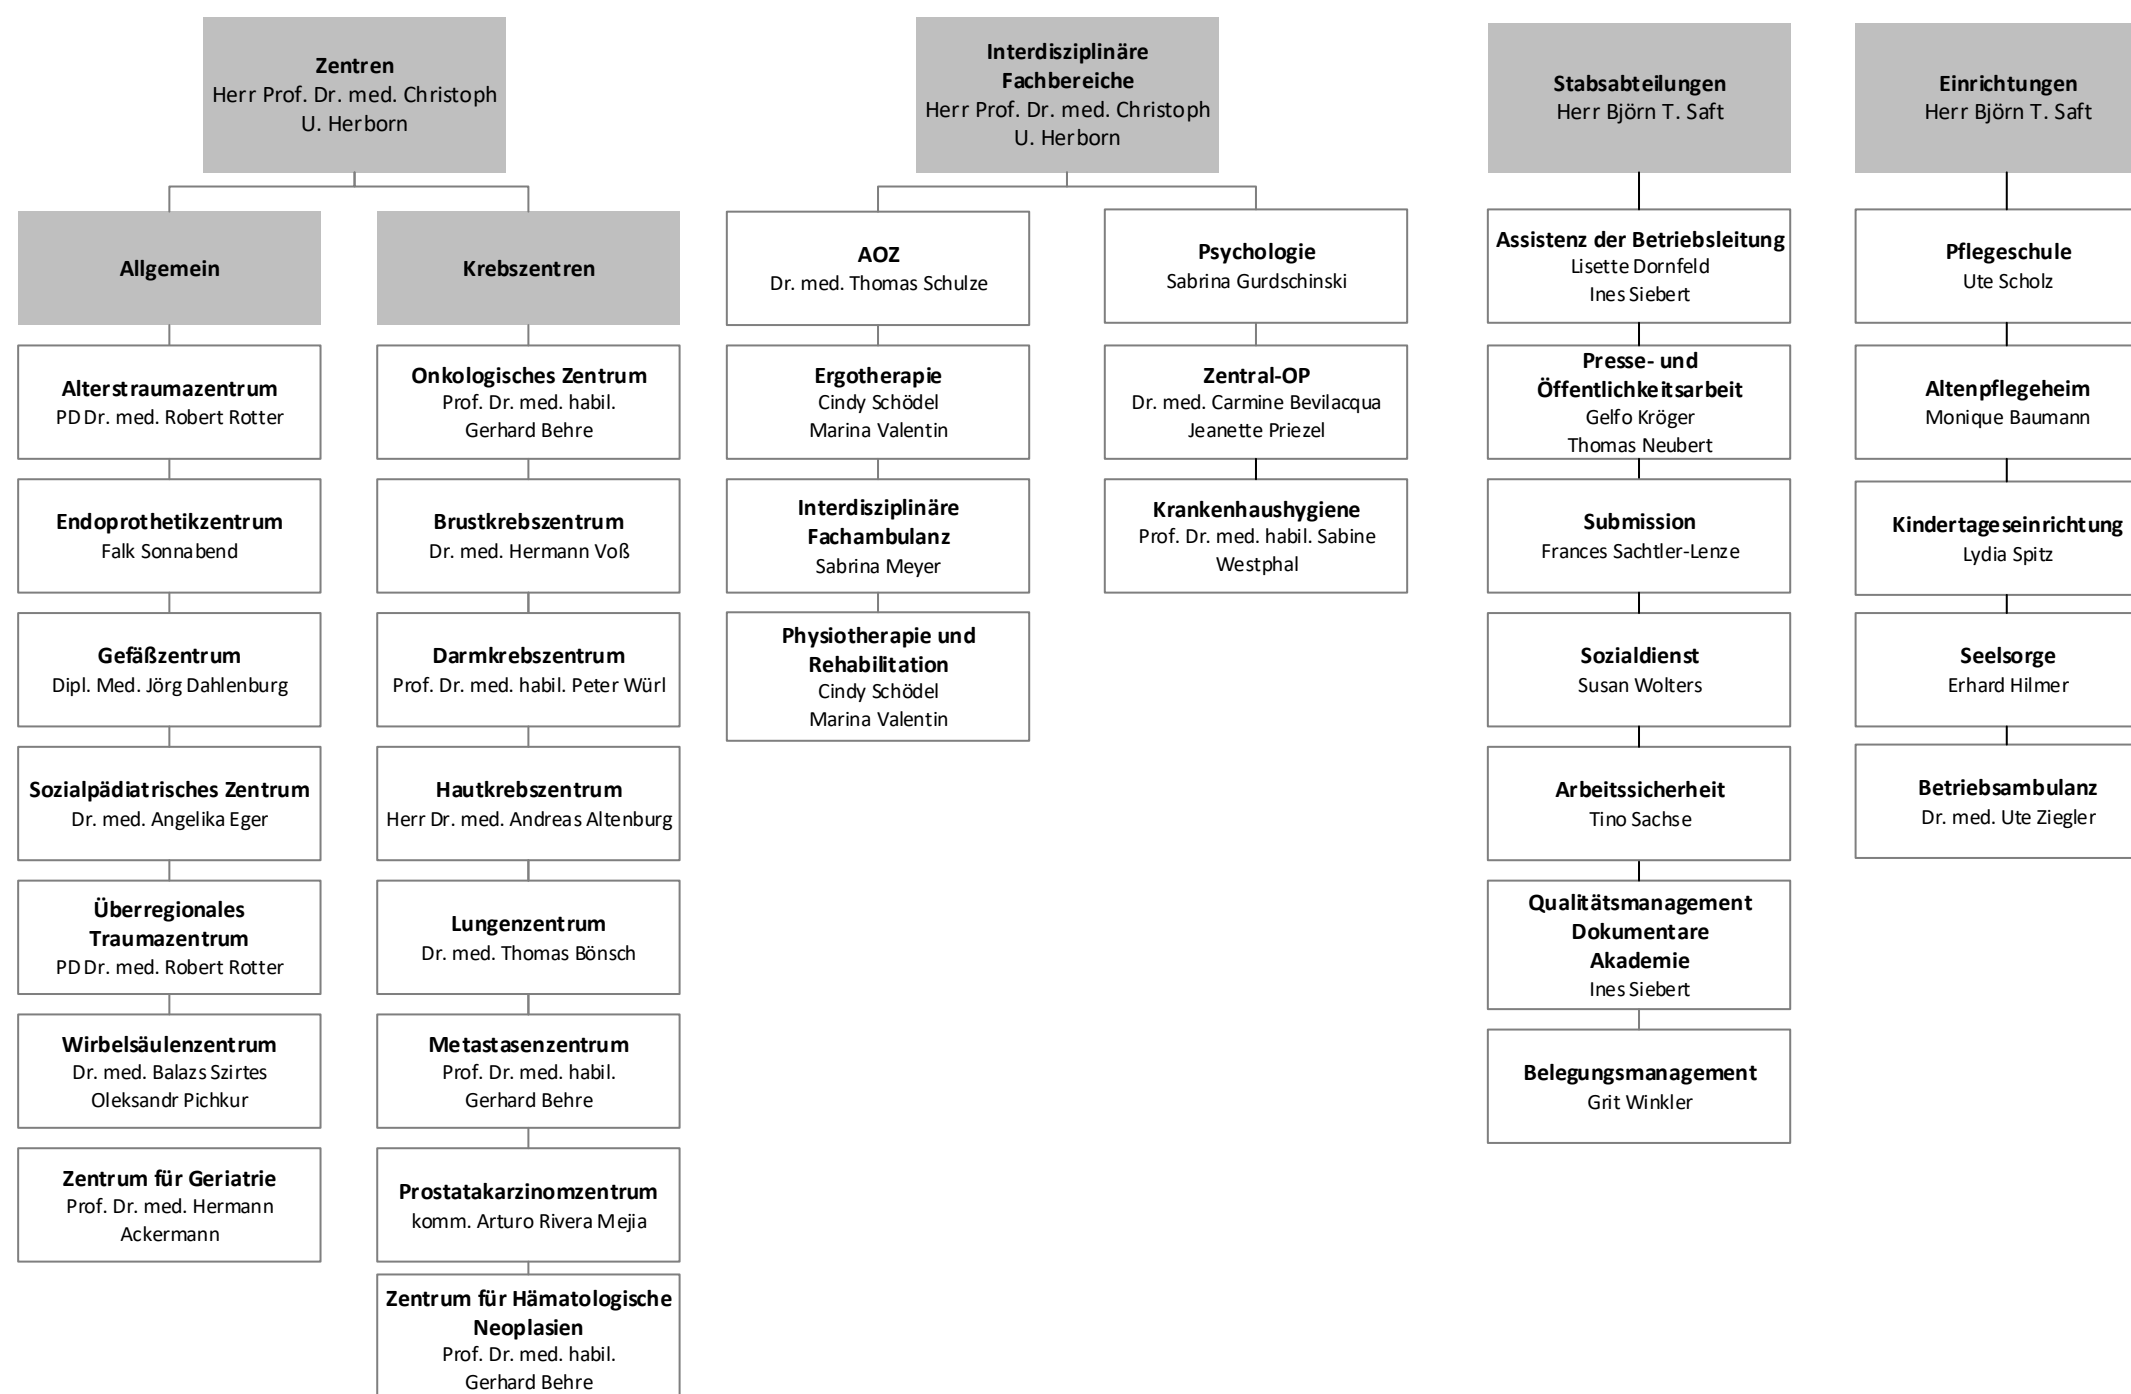 Zentren
Herr Prof. Dr. med. Christoph
U. Herborn
Allgemein
Alterstraumazentrum
PD Dr. med. Robert Rotter
Endoprothetikzentrum
Falk Sonnabend
Gefäßzentrum
Dipl. Med. Jörg Dahlenburg
Sozialpädiatrisches Zentrum
Dr. med. Angelika Eger
Überregionales
Traumazentrum
PD Dr. med. Robert Rotter
Wirbelsäulenzentrum
Dr. med. Balazs Szirtes
Oleksandr Pichkur
Zentrum für Geriatrie
Prof. Dr. med. Hermann
Ackermann
Krebszentren
Onkologisches Zentrum
Prof. Dr. med. habil.
Gerhard Behre
Brustkrebszentrum
Dr. med. Hermann Voß
Darmkrebszentrum
Prof. Dr. med. habil. Peter Würl
Hautkrebszentrum
Herr Dr. med. Andreas Altenburg
Lungenzentrum
Dr. med. Thomas Bönsch
Metastasenzentrum
Prof. Dr. med. habil.
Gerhard Behre
Prostatakarzinomzentrum
komm. Arturo Rivera Mejia
Zentrum für Hämatologische
Neoplasien
Prof. Dr. med. habil.
Gerhard Behre
Interdisziplinäre
Fachbereiche
Herr Prof. Dr. med. Christoph
U. Herborn
AOZ
Dr. med. Thomas Schulze
Ergotherapie
Cindy Schödel
Marina Valentin
Interdisziplinäre
Fachambulanz
Sabrina Meyer
Physiotherapie und
Rehabilitation
Cindy Schödel
Marina Valentin
Psychologie
Sabrina Gurdschinski
Zentral-OP
Dr. med. Carmine Bevilacqua
Jeanette Priezel
Krankenhaushygiene
Prof. Dr. med. habil. Sabine
Westphal
Stabsabteilungen
Herr Björn T. Saft
Assistenz der Betriebsleitung
Lisette Dornfeld
Ines Siebert
Presse- und
Öffentlichkeitsarbeit
Gelfo Kröger
Thomas Neubert
Submission
Frances Sachtler-Lenze
Sozialdienst
Susan Wolters
Arbeitssicherheit
Tino Sachse
Qualitätsmanagement
Dokumentare
Akademie
Ines Siebert
Belegungsmanagement
Grit Winkler
Einrichtungen
Herr Björn T. Saft
Pflegeschule
Ute Scholz
Altenpflegeheim
Monique Baumann
Kindertageseinrichtung
Lydia Spitz
Seelsorge
Erhard Hilmer
Betriebsambulanz
Dr. med. Ute Ziegler